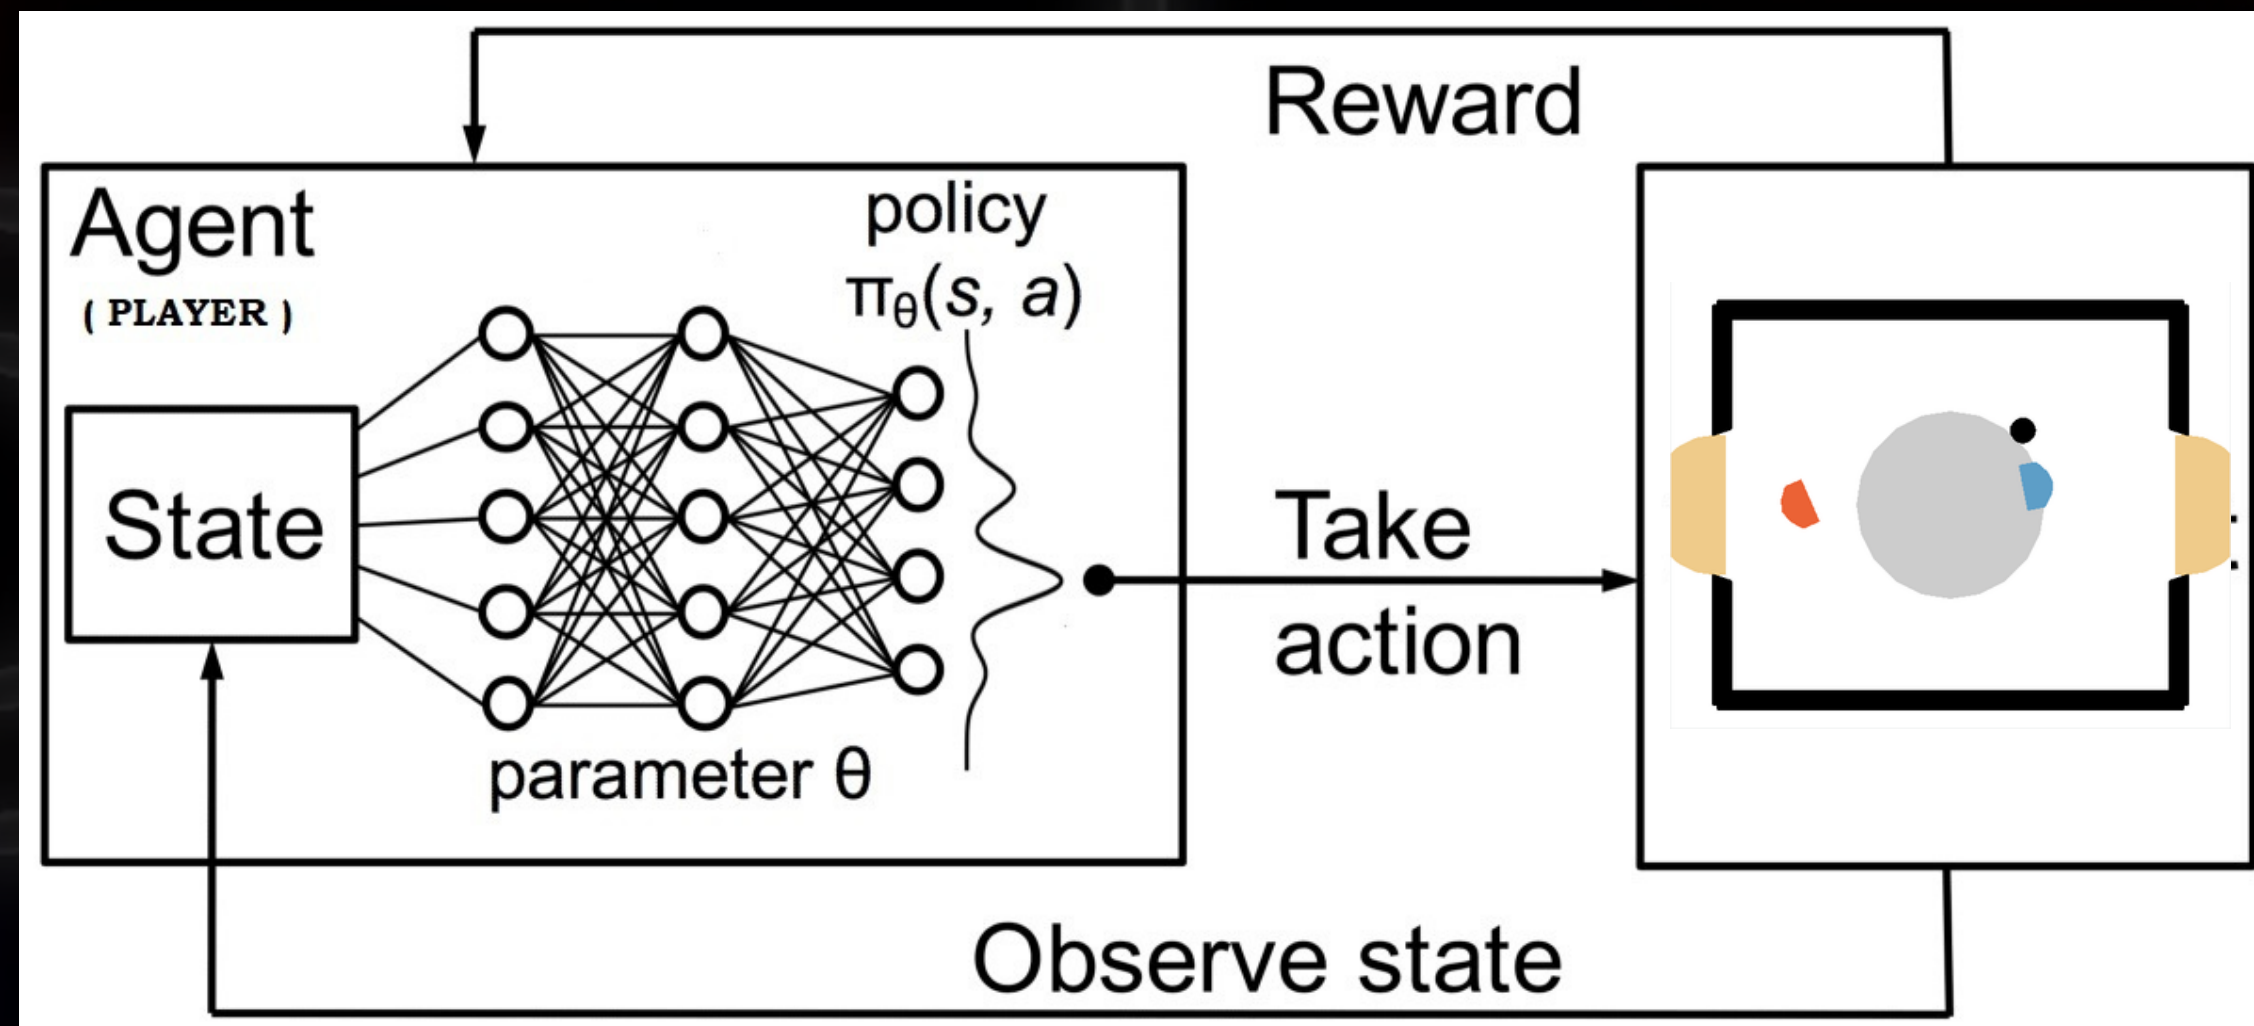 Reward
Agent
( PLAYER )
policy
πθ(s, a)
State
Take
action
parameter θ
Observe state